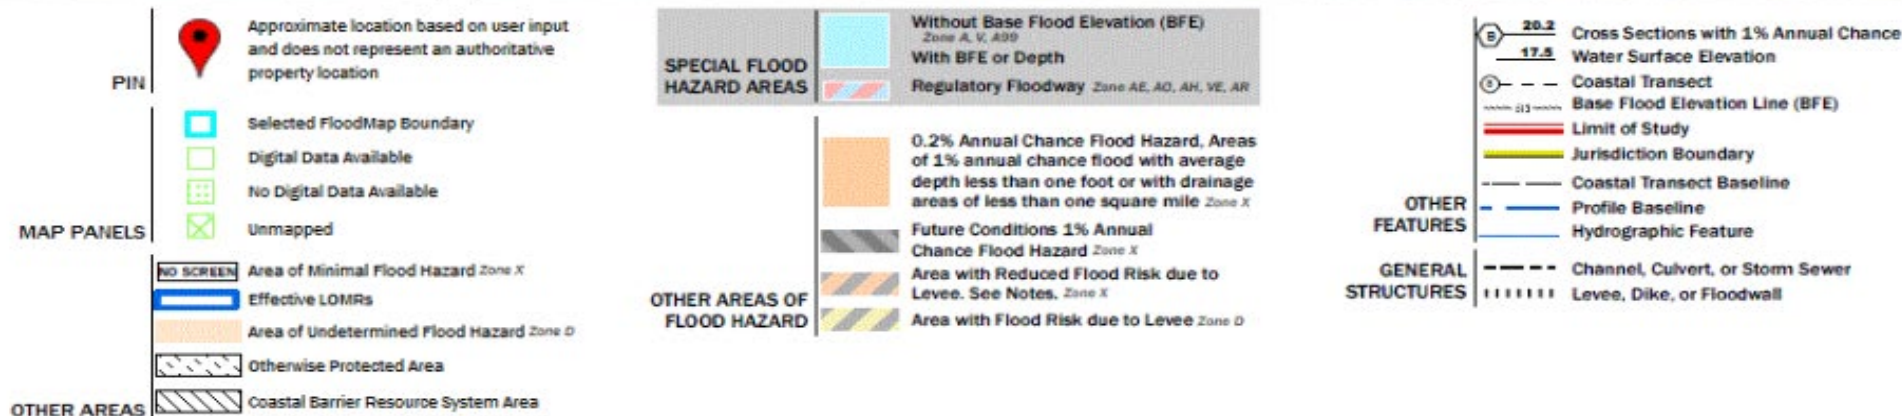 Approximate location based on user input
and does not represent an authoritative
property location
PIN
Selected FloodMap Boundary
Digital Data Available
No Digital Data Available
Unmapped
MAP PANELS
NO SCREEN Area of Minimal Flood Hazard Zone X
Effective LOMRs
Area of Undetermined Flood Hazard Zone D
Otherwise Protected Area
Coastal Barrier Resource System Area
OTHER AREAS
Without Base Flood Elevation (BFE)
Zone A, V, A99
With BFE or Depth
Regulatory Floodway Zone AE, AO, AH, VE, AR
SPECIAL FLOOD
HAZARD AREAS
0.2% Annual Chance Flood Hazard, Areas
of 1% annual chance flood with average
depth less than one foot or with drainage
areas of less than one square mile Zone X
Future Conditions 1% Annual
Chance Flood Hazard Zone X
Area with Reduced Flood Risk due to
Levee. See Notes. Zone X
Area with Flood Risk due to Levee Zone D
OTHER AREAS OF
FLOOD HAZARD
B 20.2 Cross Sections with 1% Annual Chance
17.5 Water Surface Elevation
Coastal Transect
Base Flood Elevation Line (BFE)
Limit of Study
Jurisdiction Boundary
Coastal Transect Baseline
Profile Baseline
Hydrographic Feature
OTHER
FEATURES
Channel, Culvert, or Storm Sewer
Levee, Dike, or Floodwall
GENERAL
STRUCTURES